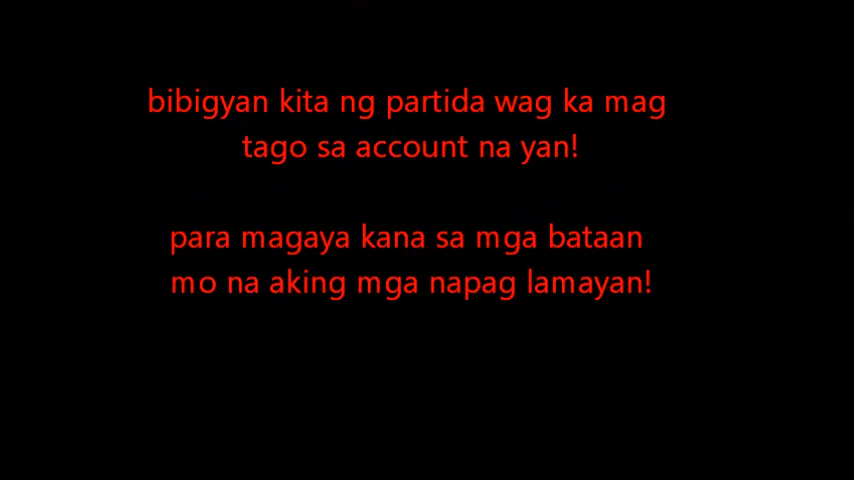 bibigyan kita ng partida wag ka mag
tago sa account na yan!
para magaya kana sa mga bataan
mo na aking mga napag lamayan!